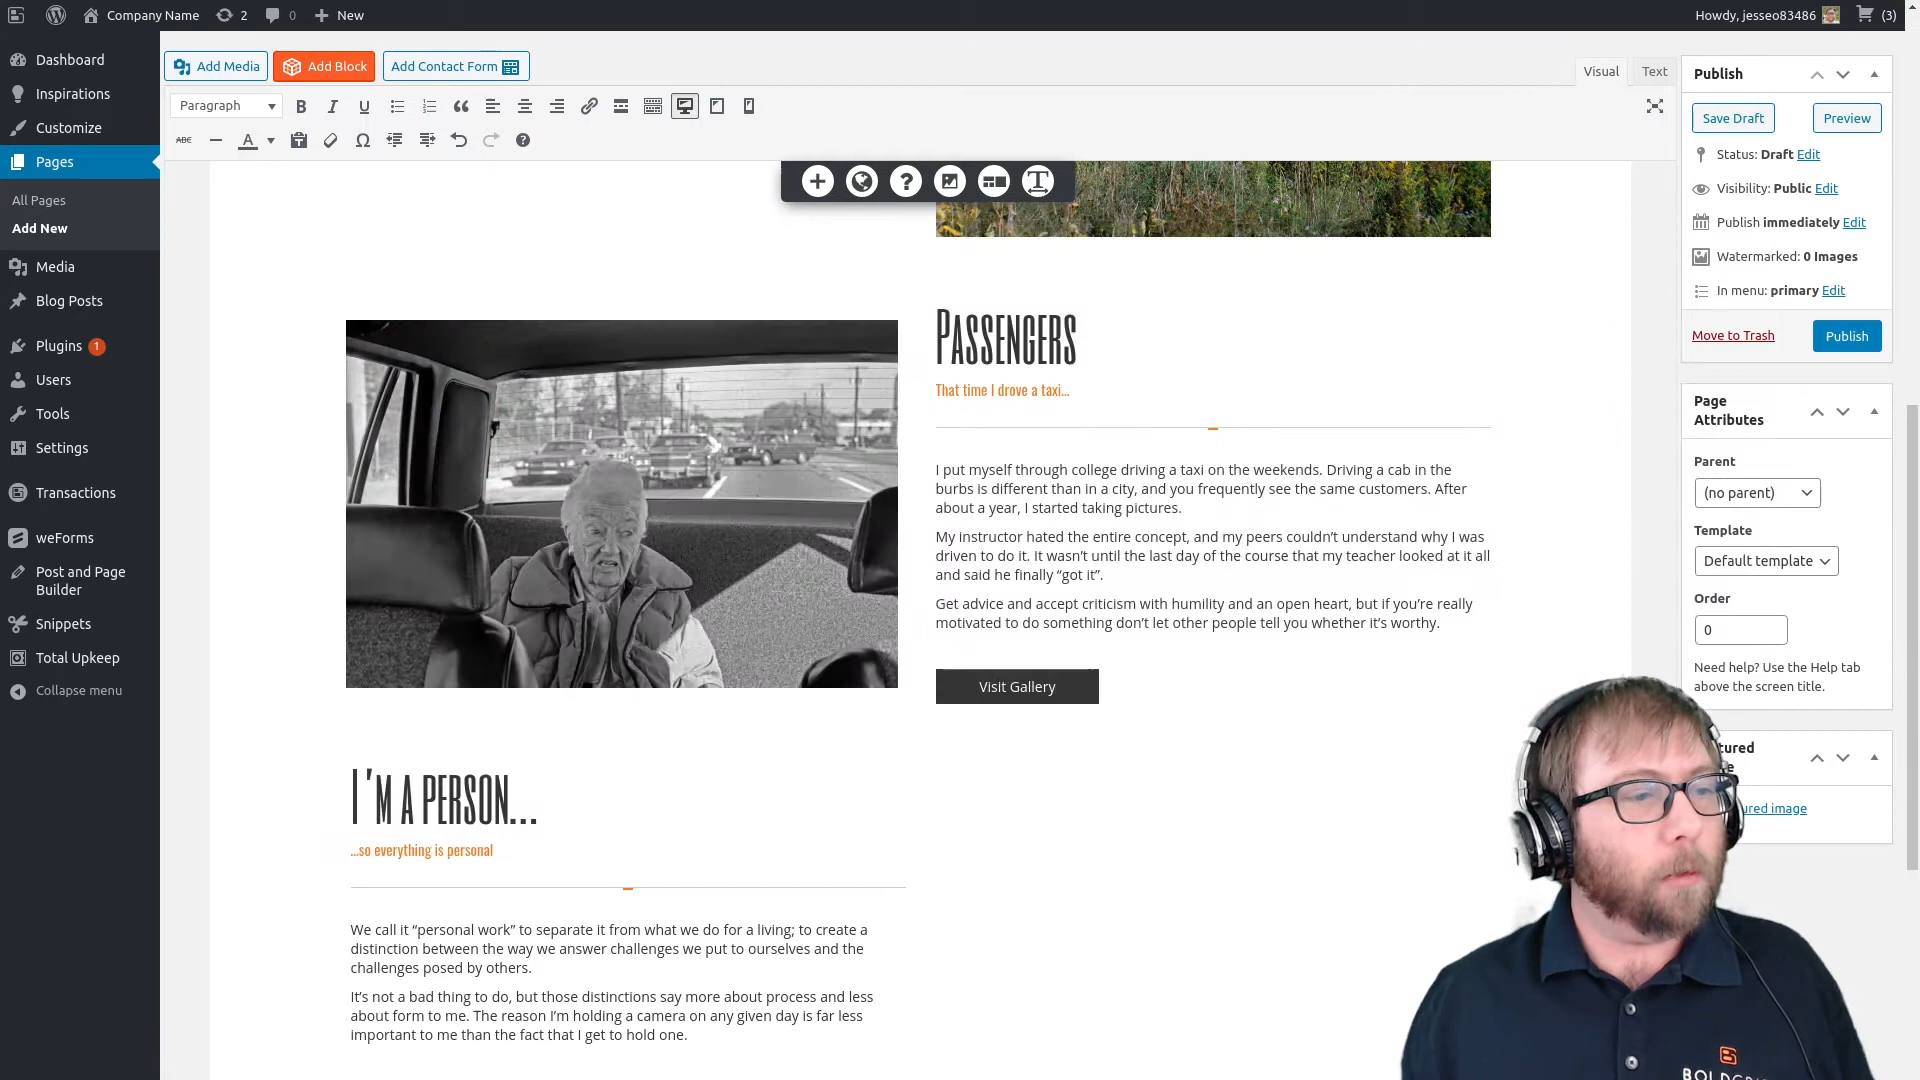 Company Name
2
0
New
Howdy, jesseo83486
(3)
Dashboard
Inspirations
Customize
Pages
All Pages
Add New
Media
Blog Posts
Plugins 1
Users
Tools
Settings
Transactions
weForms
Post and Page
Builder
Snippets
Total Upkeep
Collapse menu
Add Media
Add Block
Add Contact Form
Visual
Text
Paragraph
B I U
ABC
A
Passengers
That time I drove a taxi...
I put myself through college driving a taxi on the weekends. Driving a cab in the
burbs is different than in a city, and you frequently see the same customers. After
about a year, I started taking pictures.
My instructor hated the entire concept, and my peers couldn’t understand why I was
driven to do it. It wasn’t until the last day of the course that my teacher looked at it all
and said he finally “got it”.
Get advice and accept criticism with humility and an open heart, but if you’re really
motivated to do something don’t let other people tell you whether it’s worthy.
Visit Gallery
I'm a person...
...so everything is personal
We call it “personal work” to separate it from what we do for a living; to create a
distinction between the way we answer challenges we put to ourselves and the
challenges posed by others.
It’s not a bad thing to do, but those distinctions say more about process and less
about form to me. The reason I’m holding a camera on any given day is far less
important to me than the fact that I get to hold one.
Publish
Save Draft
Preview
Status: Draft Edit
Visibility: Public Edit
Publish immediately Edit
Watermarked: 0 Images
In menu: primary Edit
Move to Trash
Publish
Page
Attributes
Parent
(no parent)
Template
Default template
Order
0
Need help? Use the Help tab
above the screen title.
image